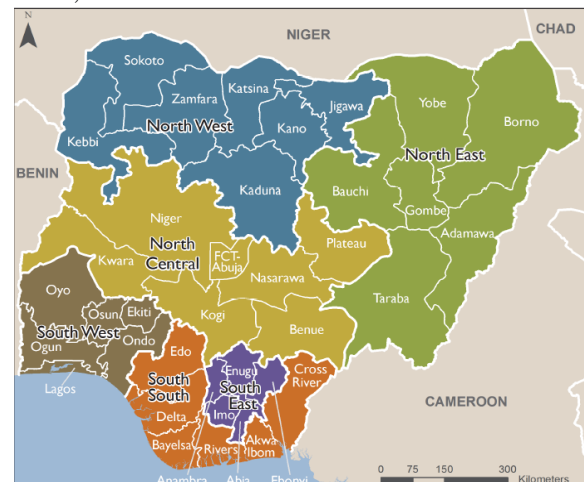 N
NIGER
CHAD
Sokoto
Katsina
Jigawa
Zamfara
Yobe
Borno
North West
Kano
Kebbi
North East
BENIN
Kaduna
Bauchi
Gombe
Niger
Adamawa
North
Central
Plateau
FCT-
Abuja
Kwara
Nasarawa
Oyo
Taraba
Osun
Ekiti
Kogi
South West
Benue
Ogun
Ondo
Edo
Enugu
Cross
River
Lagos
South
South
South
East
Imo
CAMEROON
Delta
Bayelsa
Rivers
Akwa
Ibom
Anambra
Abia
Ebonyi
0 75 150 300
Kilometers